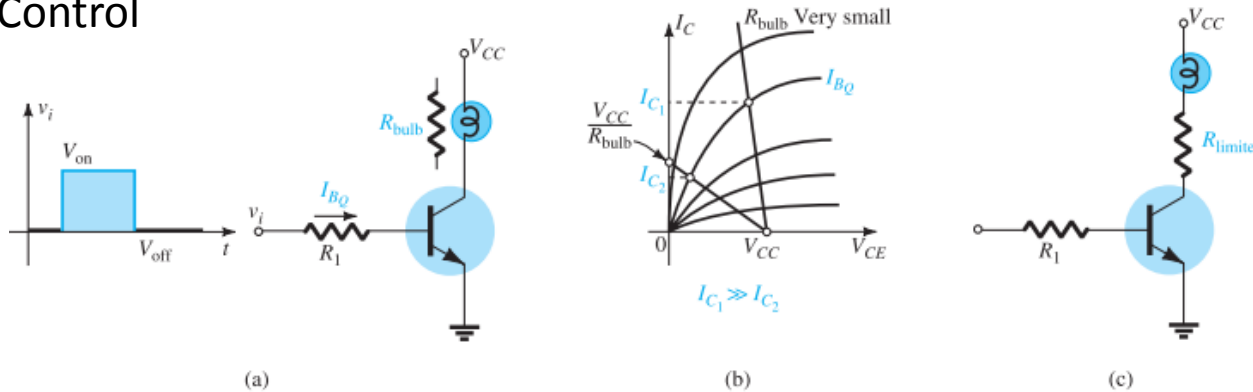 Control
v_i
V_on
V_off
t
v_i
I_BQ
R_1
R_bulb
V_CC
(a)
I_C
R_bulb Very small
I_BQ
I_C1
V_CC
R_bulb
I_C2
0
V_CC
V_CE
I_C1 ≫ I_C2
(b)
V_CC
R_limite
R_1
(c)